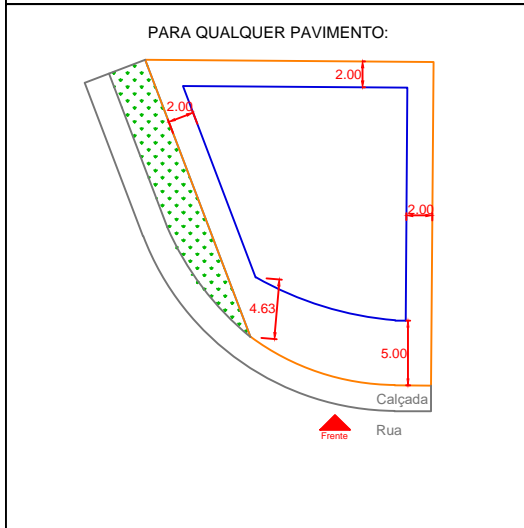 PARA QUALQUER PAVIMENTO:
2.00
2.00
2.00
4.63
5.00
Calçada
Rua
Frente